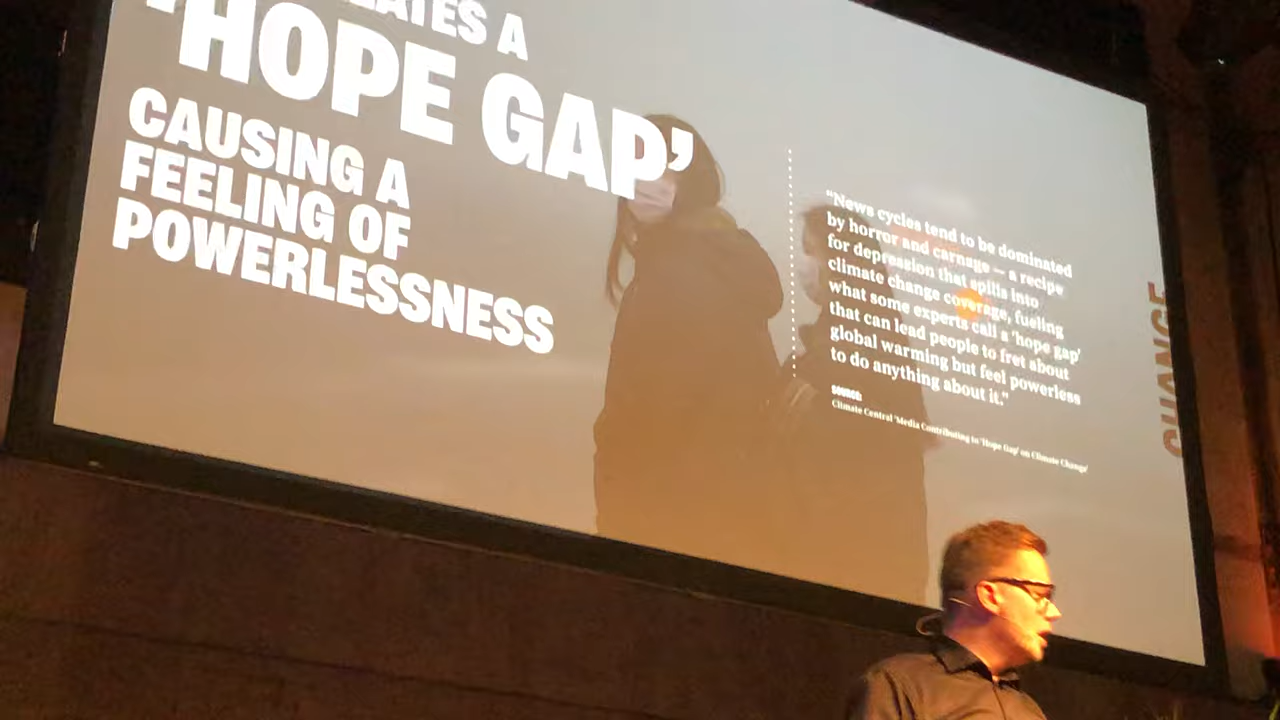 A
'HOPE GAP'
CAUSING A
FEELING OF
POWERLESSNESS
"News cycles tend to be dominated
by horror and carnage – a recipe
for depression that spills into
climate change coverage, fueling
what some experts call a 'hope gap'
that can lead people to fret about
global warming but feel powerless
to do anything about it."
SOURCE:
Climate Central 'Media Contributing to 'Hope Gap' on Climate Change'
CHANGE